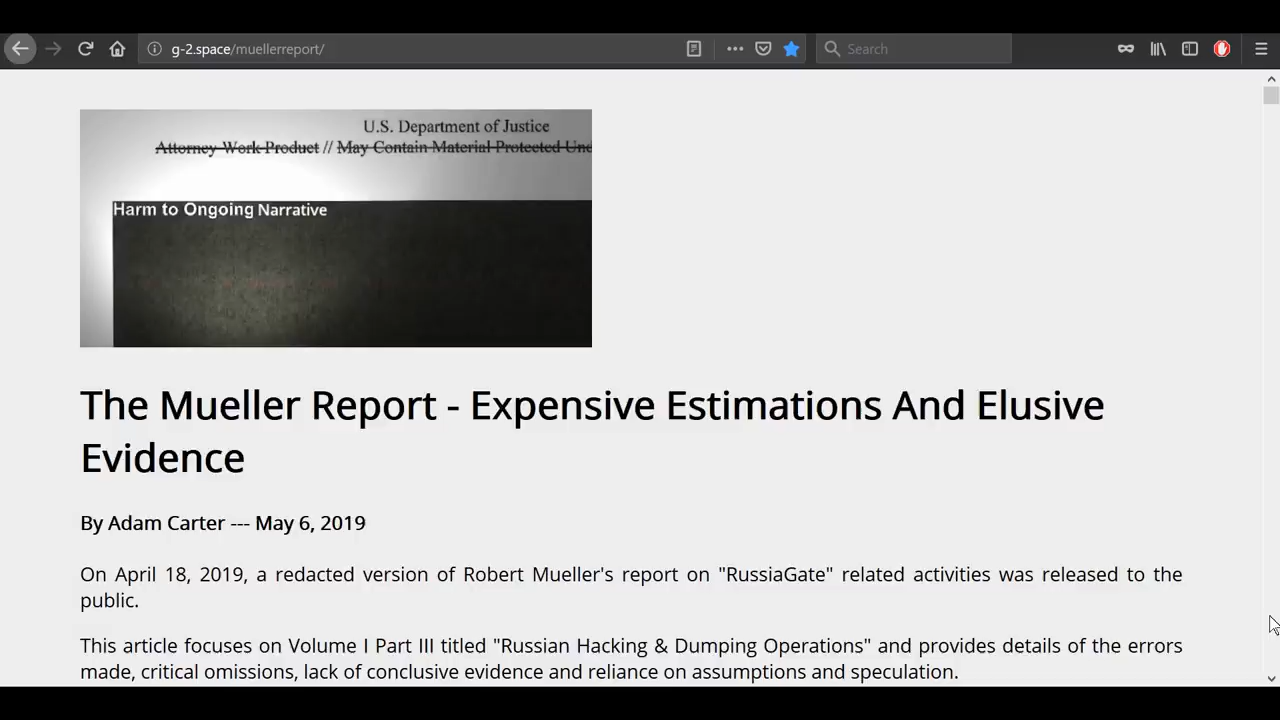 g-2.space/muellerreport/
Search
U.S. Department of Justice
Attorney Work Product // May Contain Material Protected Und
Harm to Ongoing Narrative
The Mueller Report - Expensive Estimations And Elusive
Evidence
By Adam Carter --- May 6, 2019
On April 18, 2019, a redacted version of Robert Mueller's report on "RussiaGate" related activities was released to the
public.
This article focuses on Volume I Part III titled "Russian Hacking & Dumping Operations" and provides details of the errors
made, critical omissions, lack of conclusive evidence and reliance on assumptions and speculation.